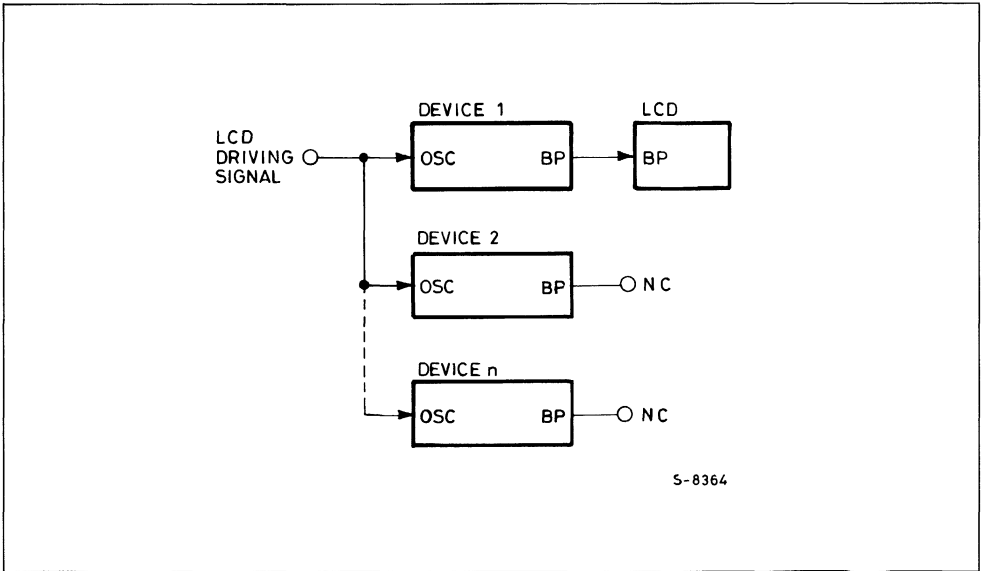 DEVICE 1
LCD
LCD
DRIVING
SIGNAL
OSC
BP
BP
DEVICE 2
OSC
BP
NC
DEVICE n
OSC
BP
NC
S-8364